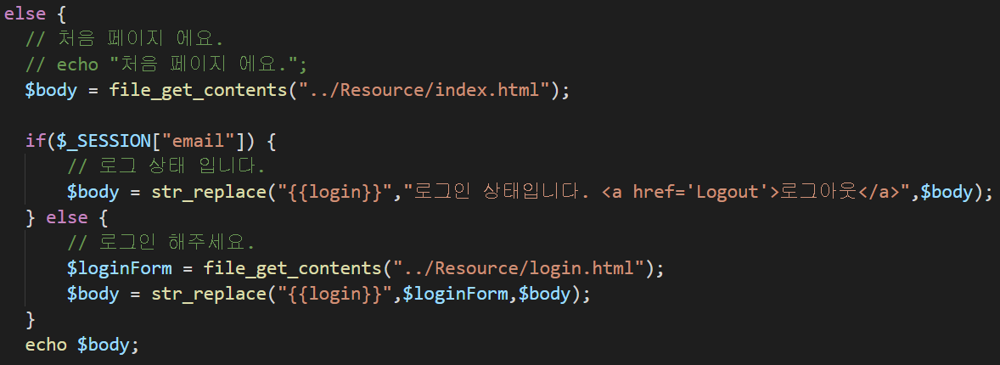 else {
// 처음 페이지 에요.
// echo "처음 페이지 에요.";
$body = file_get_contents("../Resource/index.html");
if($_SESSION["email"]) {
// 로그 상태 입니다.
$body = str_replace("{{login}}","로그인 상태입니다. <a href='Logout'>로그아웃</a>",$body);
} else {
// 로그인 해주세요.
$loginForm = file_get_contents("../Resource/login.html");
$body = str_replace("{{login}}",$loginForm,$body);
}
echo $body;